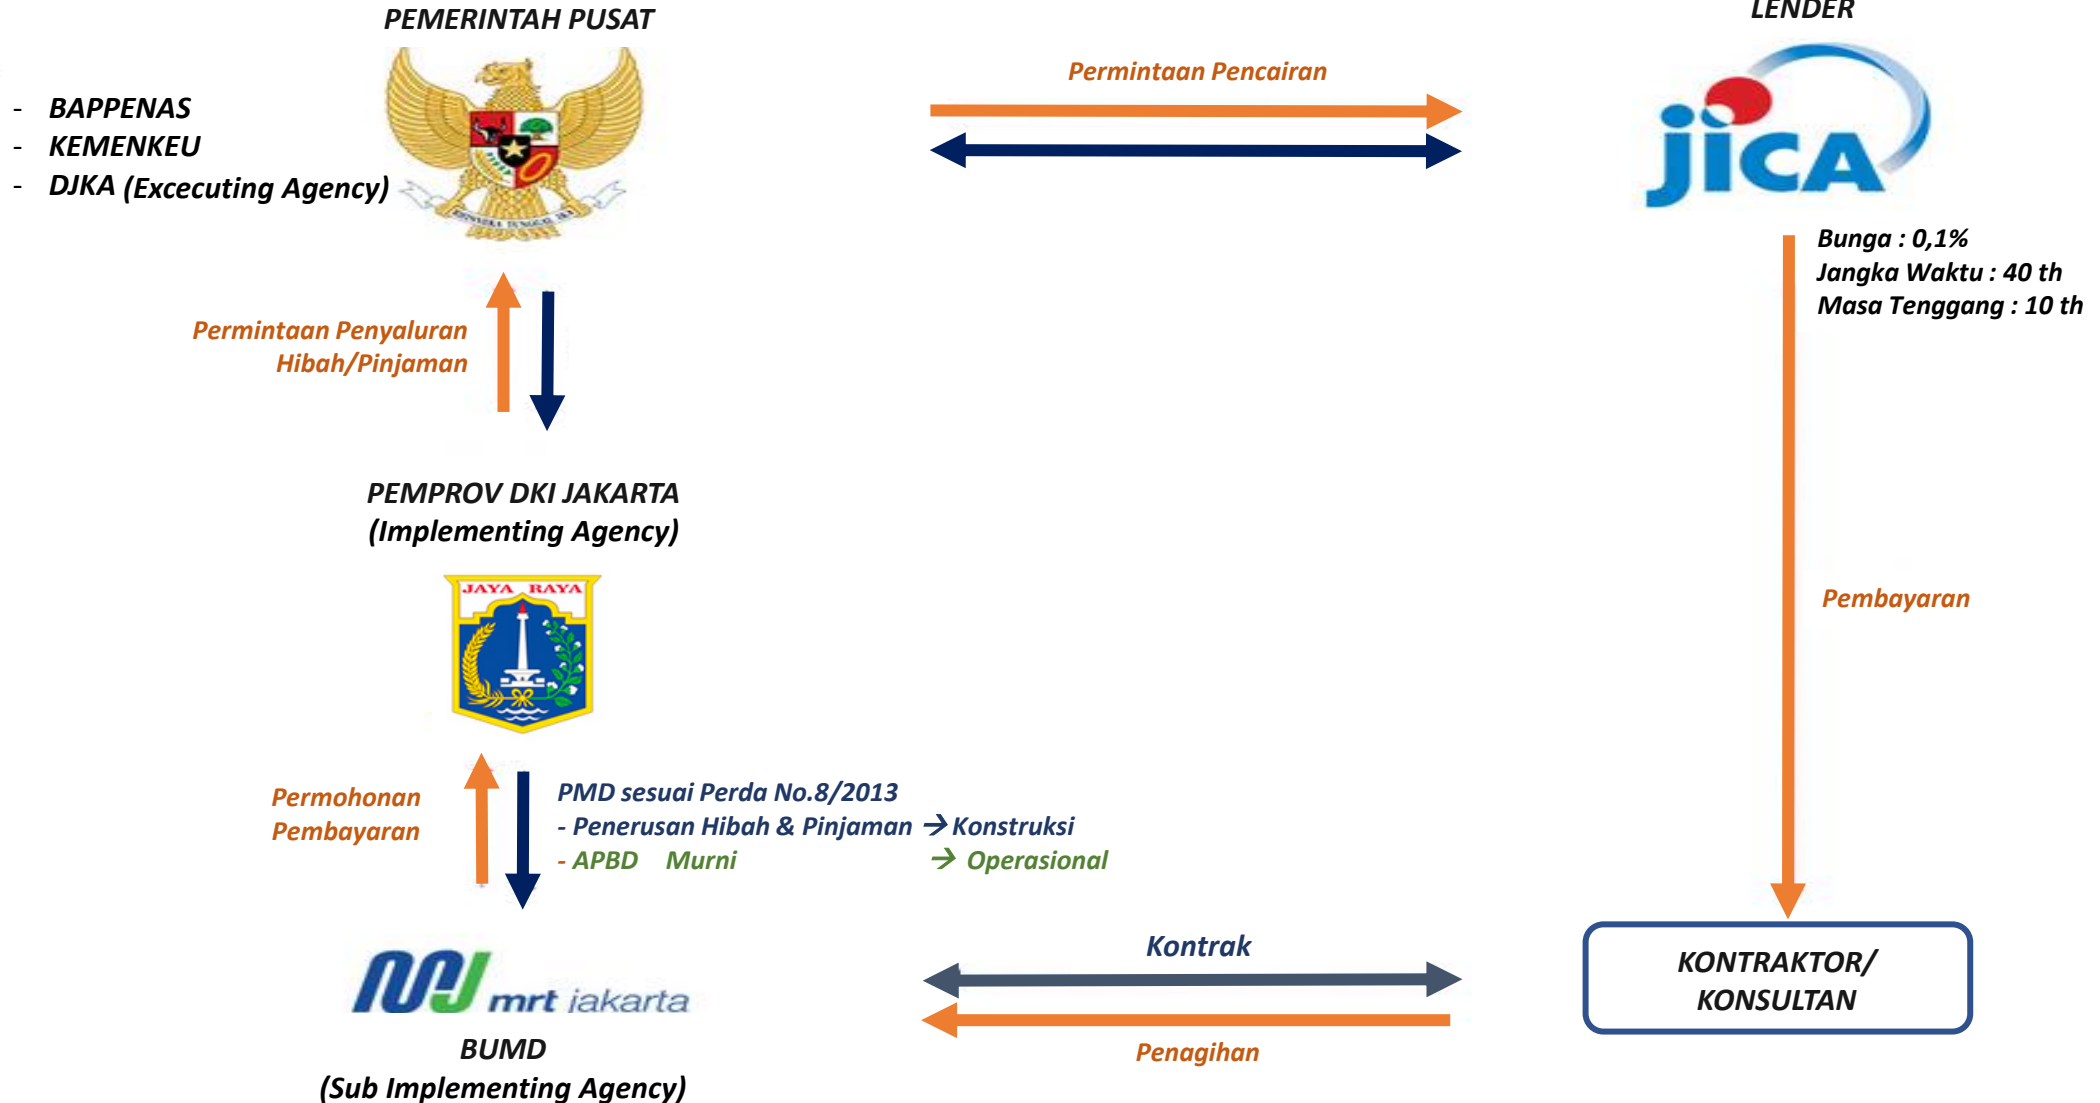 PEMERINTAH PUSAT
LENDER
- BAPPENAS
- KEMENKEU
- DJKA (Excecuting Agency)
Permintaan Pencairan
jica
Bunga : 0,1%
Jangka Waktu : 40 th
Masa Tenggang : 10 th
Permintaan Penyaluran
Hibah/Pinjaman
PEMPROV DKI JAKARTA
(Implementing Agency)
JAYA RAYA
Pembayaran
Permohonan
Pembayaran
PMD sesuai Perda No.8/2013
- Penerusan Hibah & Pinjaman → Konstruksi
- APBD Murni → Operasional
Kontrak
mrt jakarta
KONTRAKTOR/
KONSULTAN
Penagihan
BUMD
(Sub Implementing Agency)